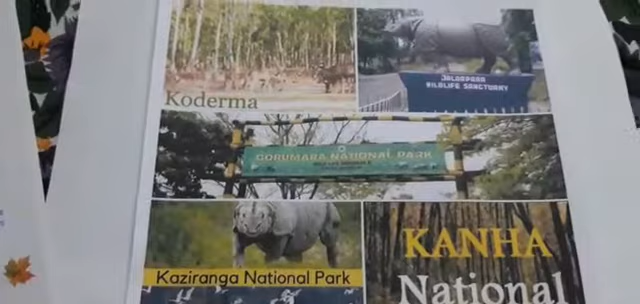 Koderma
JALDAPARA
WILDLIFE SANCTUARY
GORUMARA NATIONAL PARK
Kaziranga National Park
KANHA
National